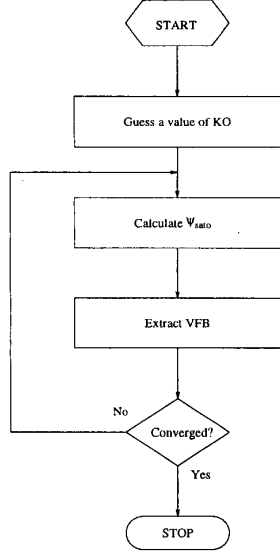 START
Guess a value of KO
Calculate Ψsato
Extract VFB
No
Converged?
Yes
STOP